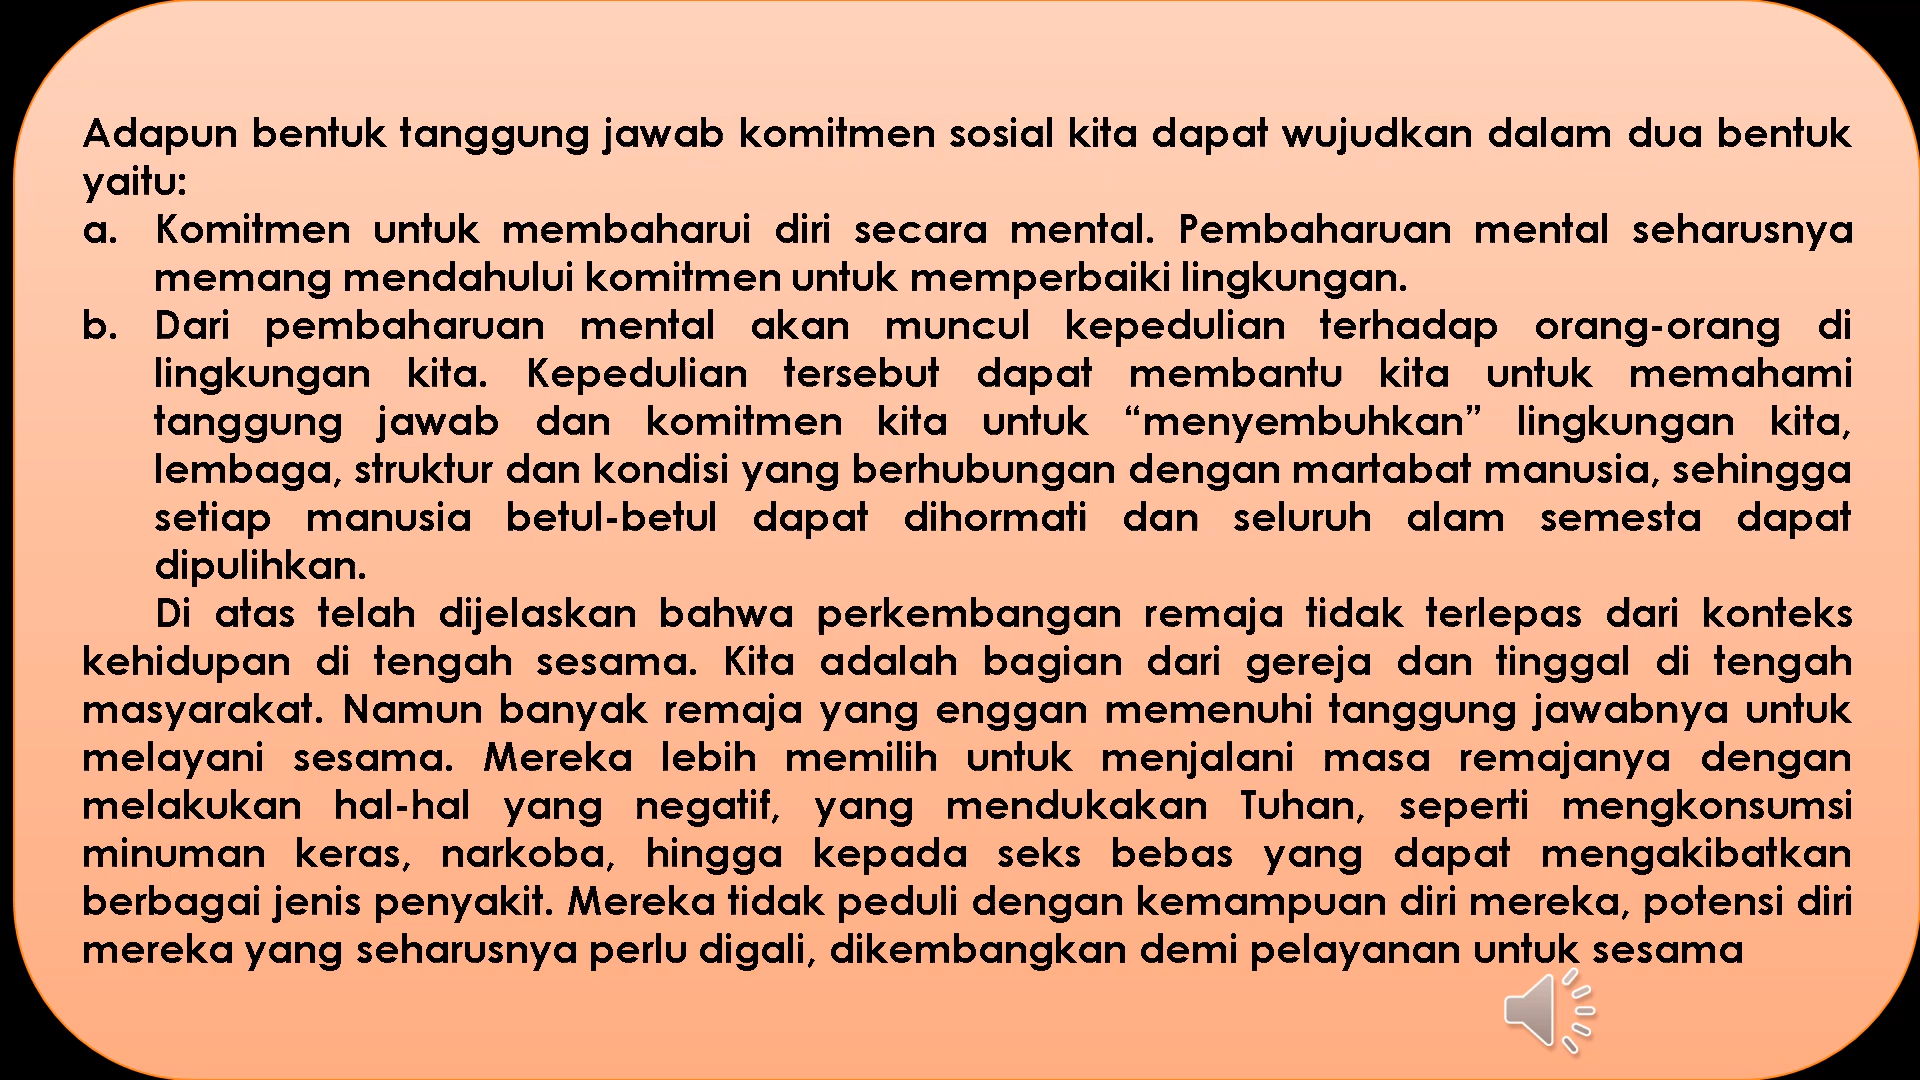 Adapun bentuk tanggung jawab komitmen sosial kita dapat wujudkan dalam dua bentuk
yaitu:
a. Komitmen untuk membaharui diri secara mental. Pembaharuan mental seharusnya
memang mendahului komitmen untuk memperbaiki lingkungan.
b. Dari pembaharuan mental akan muncul kepedulian terhadap orang-orang di
lingkungan kita. Kepedulian tersebut dapat membantu kita untuk memahami
tanggung jawab dan komitmen kita untuk “menyembuhkan” lingkungan kita,
lembaga, struktur dan kondisi yang berhubungan dengan martabat manusia, sehingga
setiap manusia betul-betul dapat dihormati dan seluruh alam semesta dapat
dipulihkan.
Di atas telah dijelaskan bahwa perkembangan remaja tidak terlepas dari konteks
kehidupan di tengah sesama. Kita adalah bagian dari gereja dan tinggal di tengah
masyarakat. Namun banyak remaja yang enggan memenuhi tanggung jawabnya untuk
melayani sesama. Mereka lebih memilih untuk menjalani masa remajanya dengan
melakukan hal-hal yang negatif, yang mendukakan Tuhan, seperti mengkonsumsi
minuman keras, narkoba, hingga kepada seks bebas yang dapat mengakibatkan
berbagai jenis penyakit. Mereka tidak peduli dengan kemampuan diri mereka, potensi diri
mereka yang seharusnya perlu digali, dikembangkan demi pelayanan untuk sesama